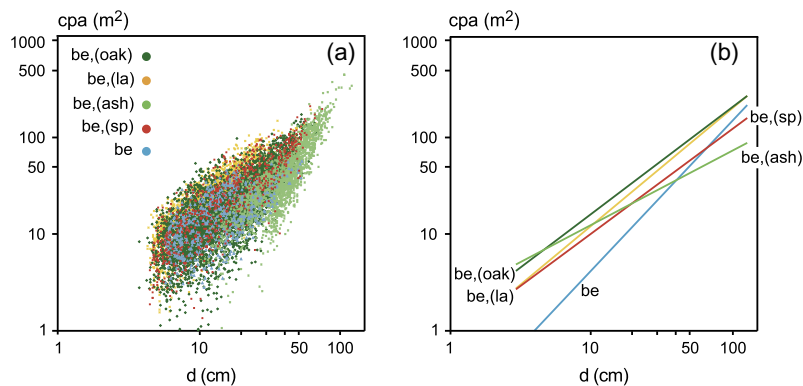 cpa (m²)
1000
500
100
50
10
1
1
10
50
100
d (cm)
(a)
be,(oak)
be,(la)
be,(ash)
be,(sp)
be
cpa (m²)
1000
500
100
50
10
1
1
10
50
100
d (cm)
(b)
be,(sp)
be,(ash)
be,(oak)
be,(la)
be